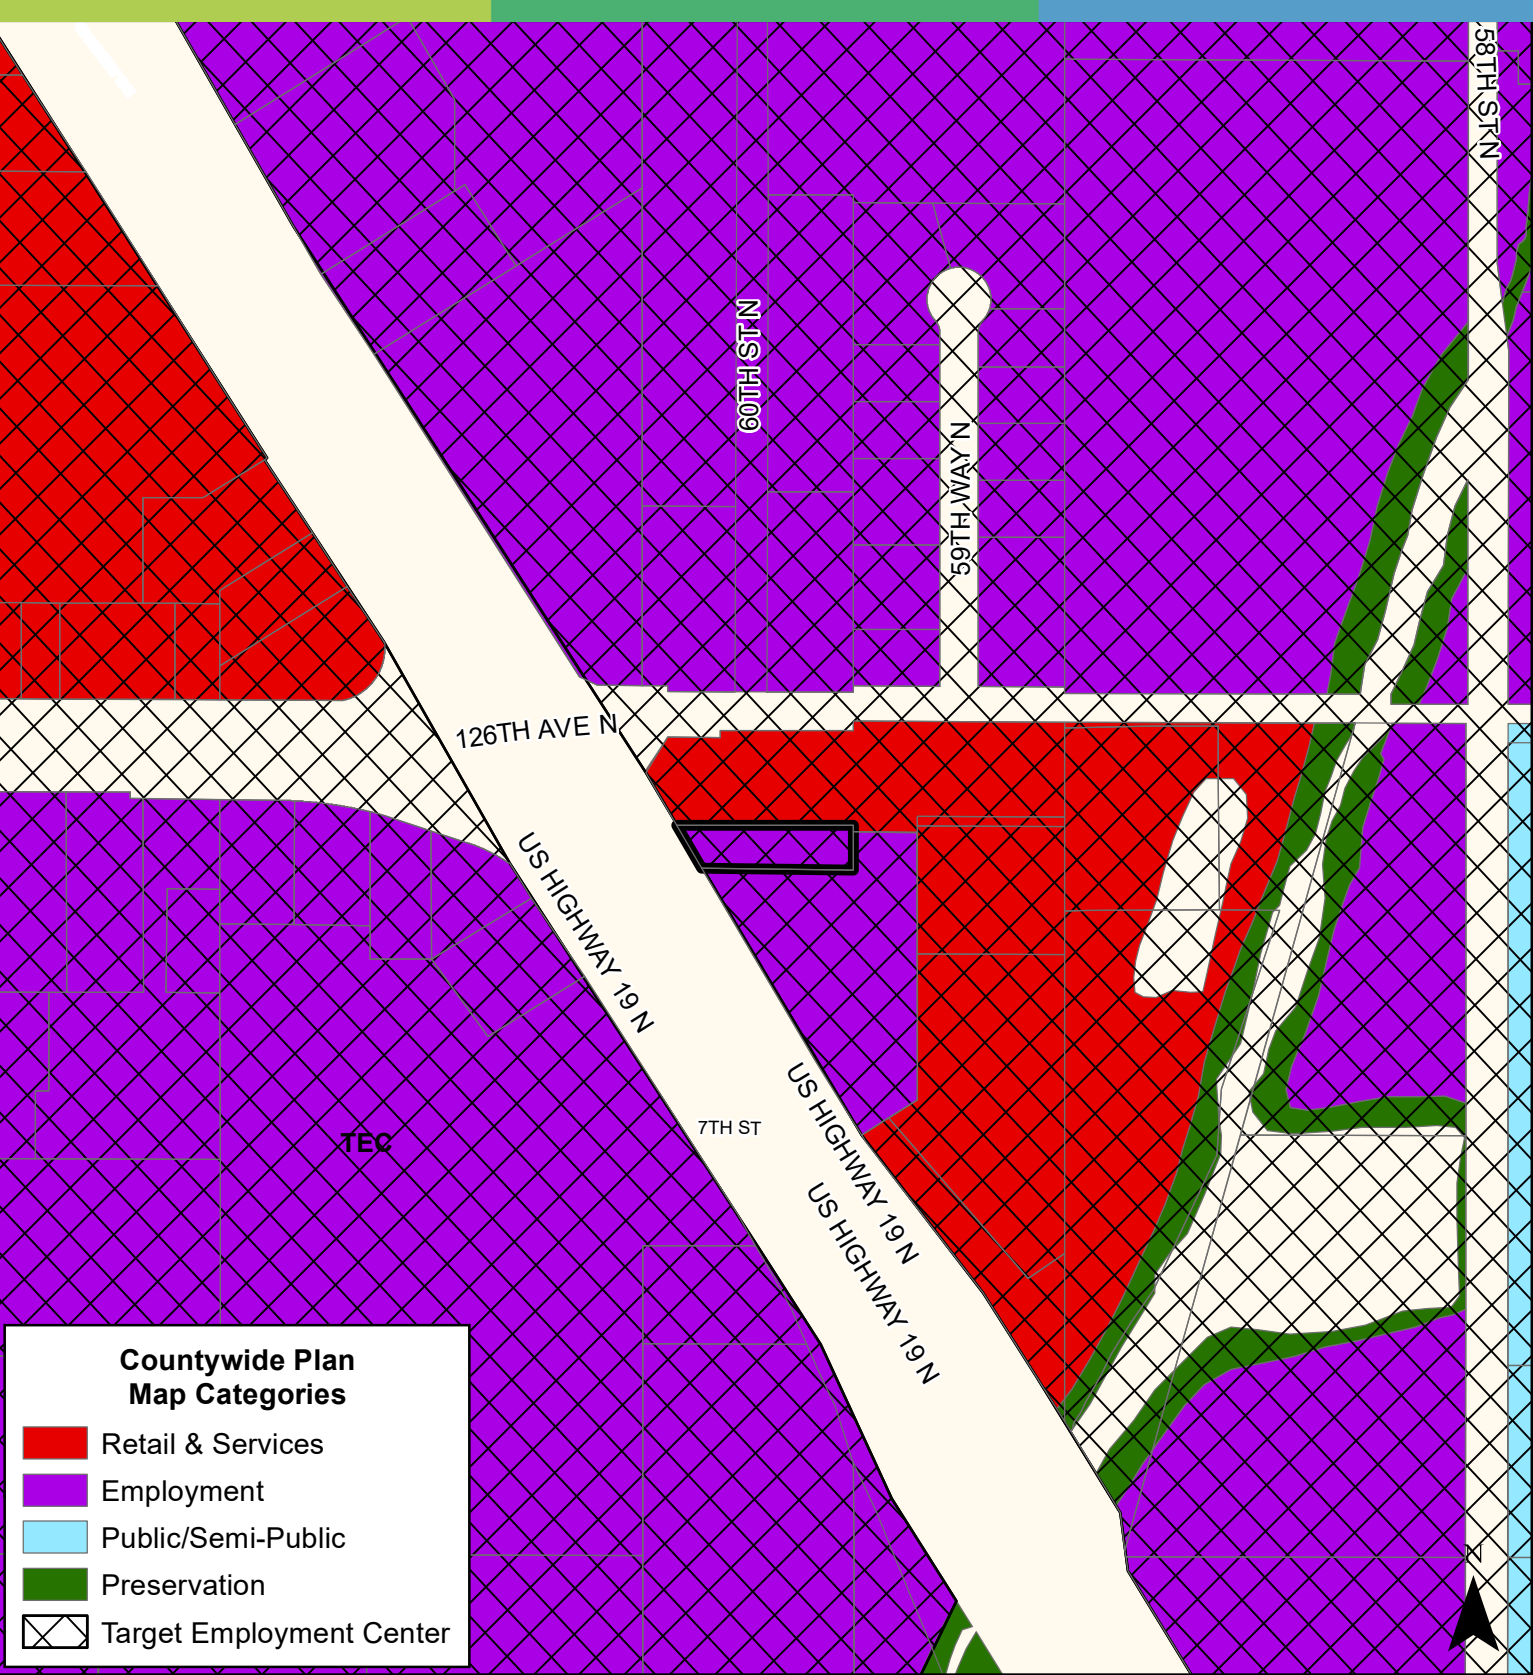 58TH ST N
60TH ST N
59TH WAY N
126TH AVE N
US HIGHWAY 19 N
US HIGHWAY 19 N
7TH ST
TEC
US HIGHWAY 19 N
Countywide Plan
Map Categories
Retail & Services
Employment
Public/Semi-Public
Preservation
Target Employment Center
N